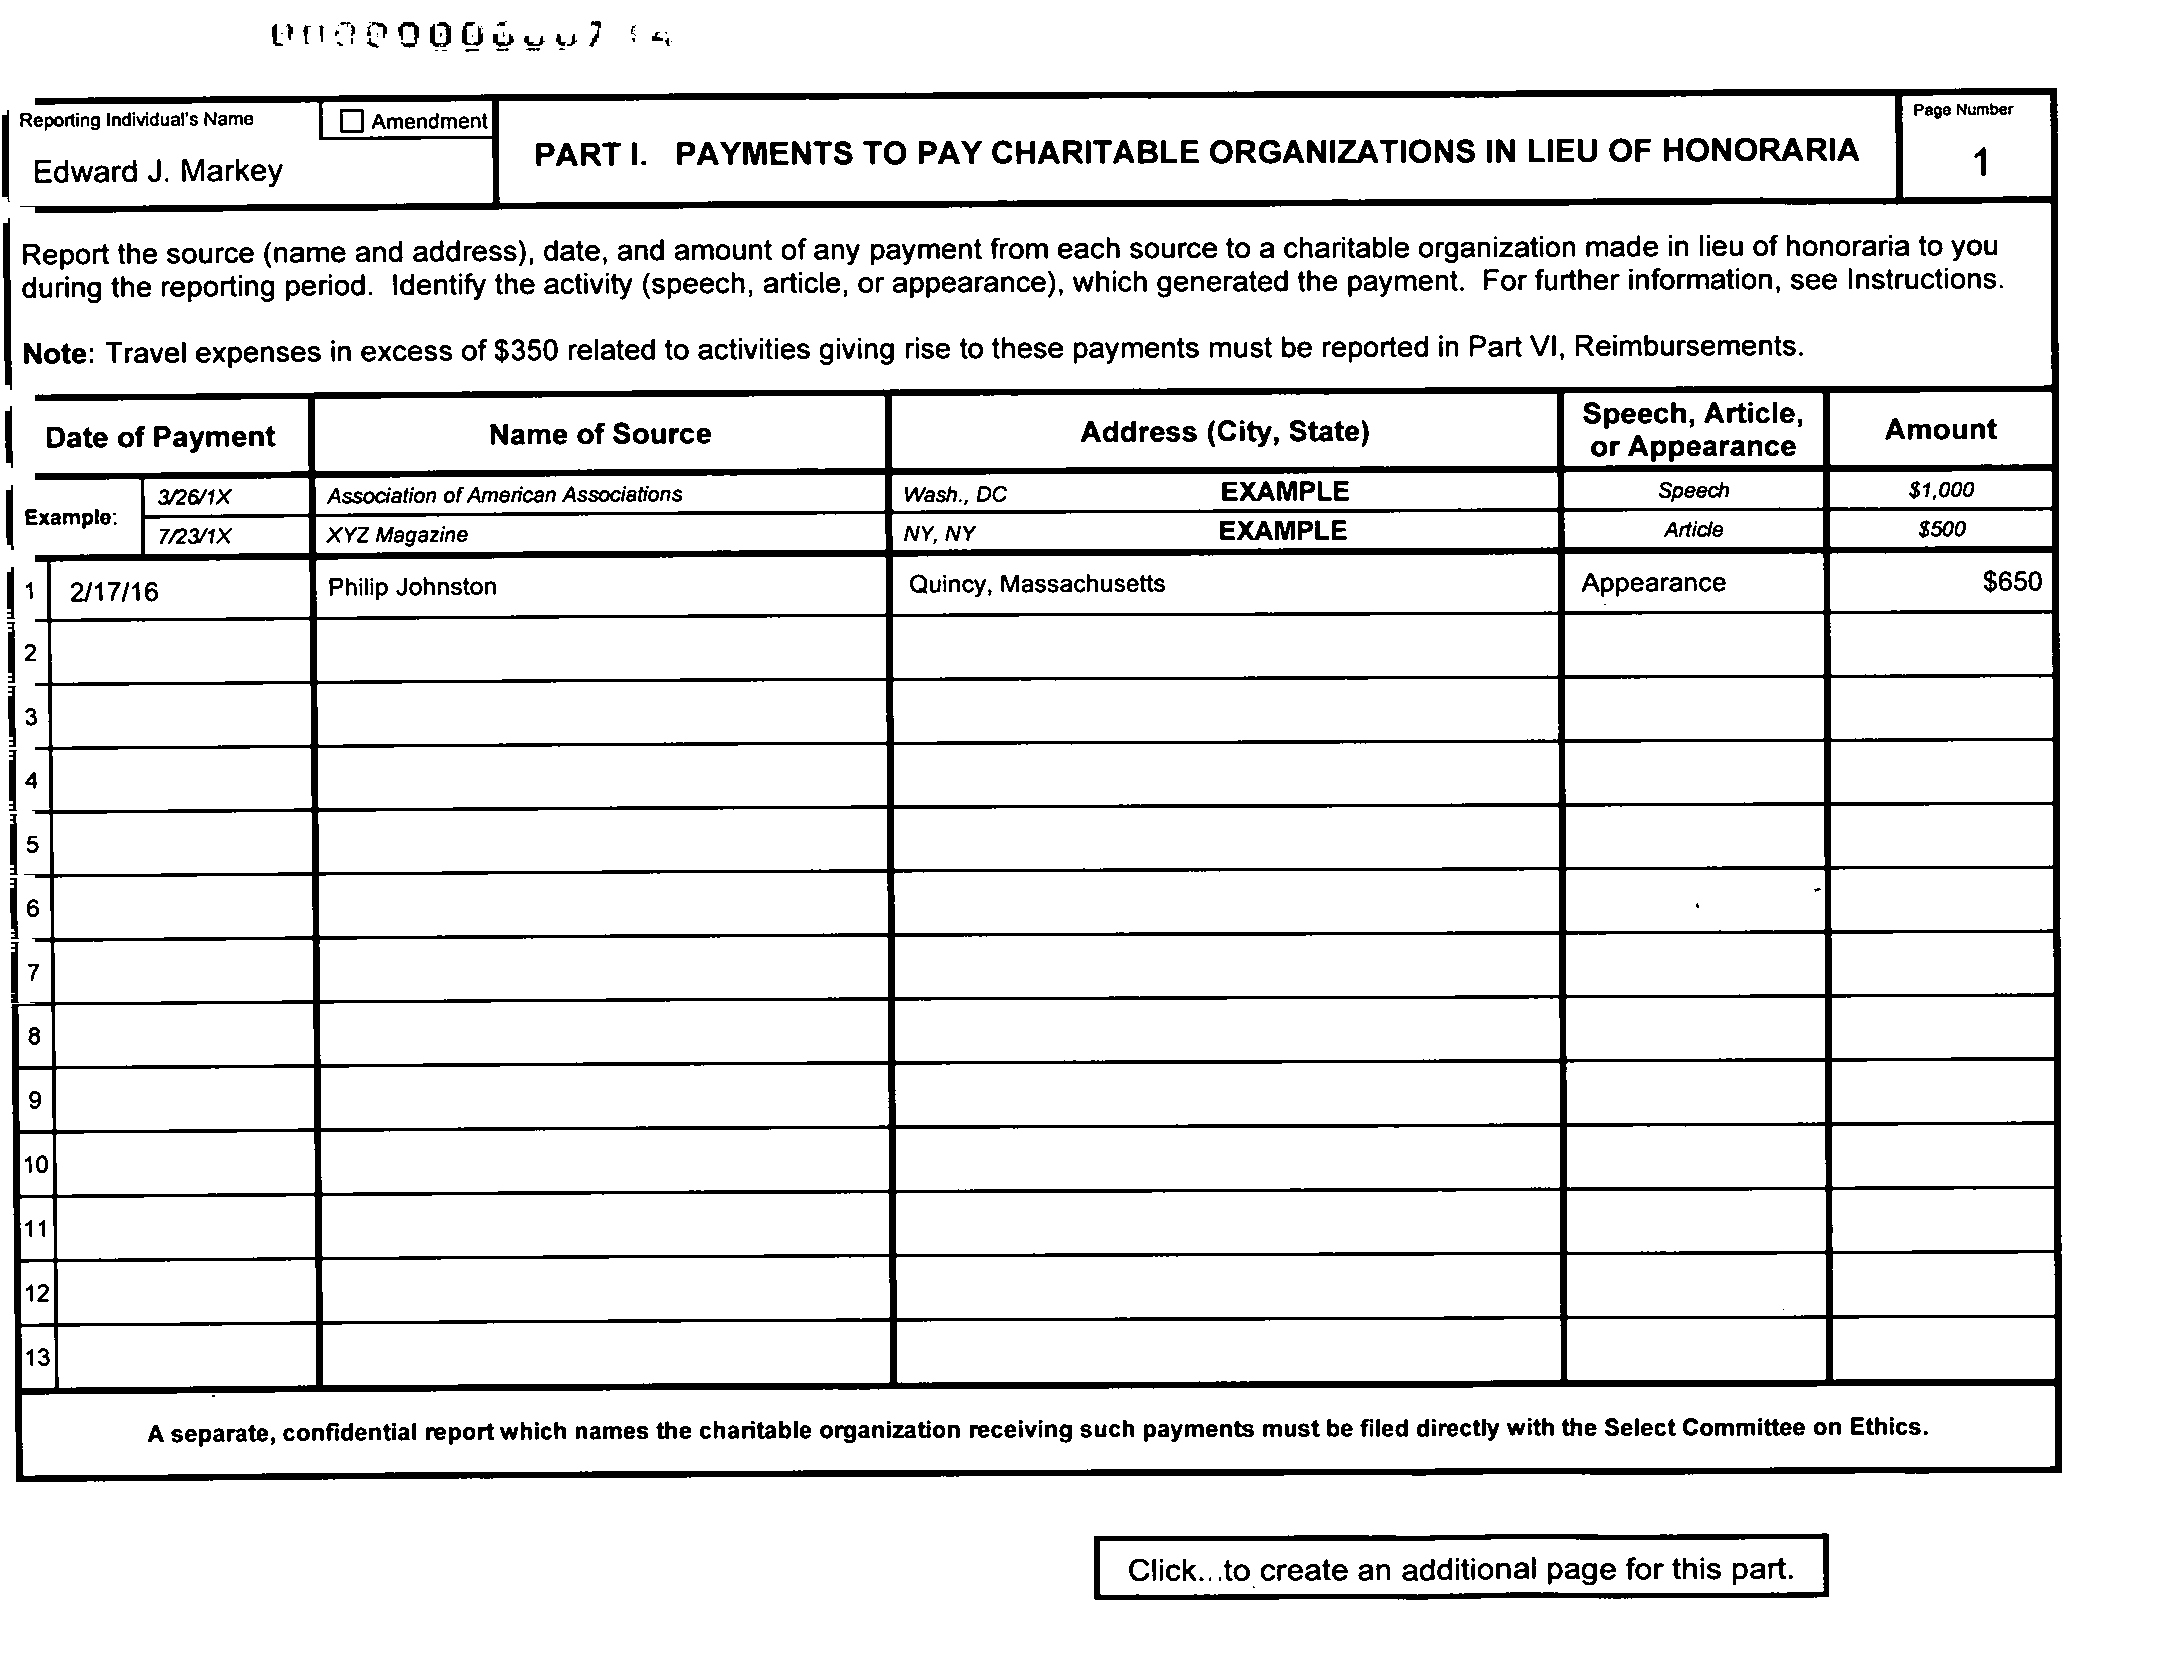 Reporting Individual's Name
Amendment
Edward J. Markey
PART I. PAYMENTS TO PAY CHARITABLE ORGANIZATIONS IN LIEU OF HONORARIA
Page Number
1
Report the source (name and address), date, and amount of any payment from each source to a charitable organization made in lieu of honoraria to you
during the reporting period. Identify the activity (speech, article, or appearance), which generated the payment. For further information, see Instructions.
Note: Travel expenses in excess of $350 related to activities giving rise to these payments must be reported in Part VI, Reimbursements.
Date of Payment Name of Source Address (City, State) Speech, Article, or Appearance Amount
Example: 3/26/1X Association of American Associations Wash., DC EXAMPLE Speech $1,000
7/23/1X XYZ Magazine NY, NY EXAMPLE Article $500
1 2/17/16 Philip Johnston Quincy, Massachusetts Appearance $650
2
3
4
5
6
7
8
9
10
11
12
13
A separate, confidential report which names the charitable organization receiving such payments must be filed directly with the Select Committee on Ethics.
Click...to create an additional page for this part.